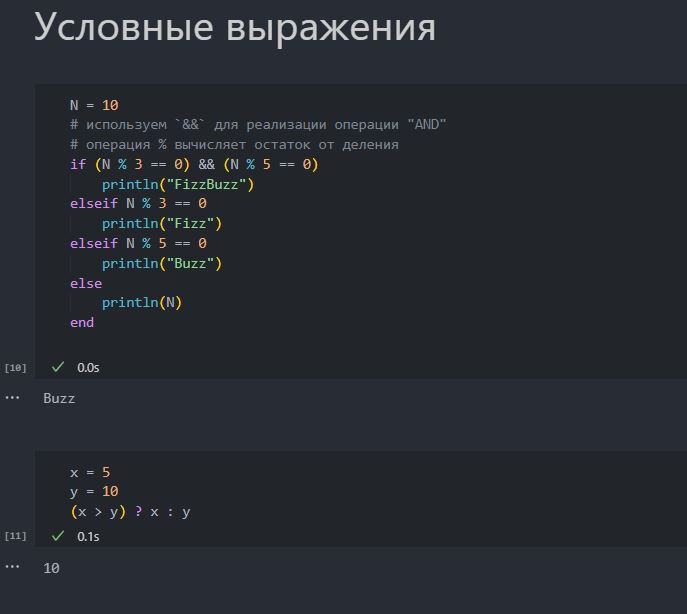 Условные выражения
N = 10
# используем `&&` для реализации операции "AND"
# операция % вычисляет остаток от деления
if (N % 3 == 0) && (N % 5 == 0)
    println("FizzBuzz")
elseif N % 3 == 0
    println("Fizz")
elseif N % 5 == 0
    println("Buzz")
else
    println(N)
end
[10] ✓ 0.0s
... Buzz
x = 5
y = 10
(x > y) ? x : y
[11] ✓ 0.1s
... 10